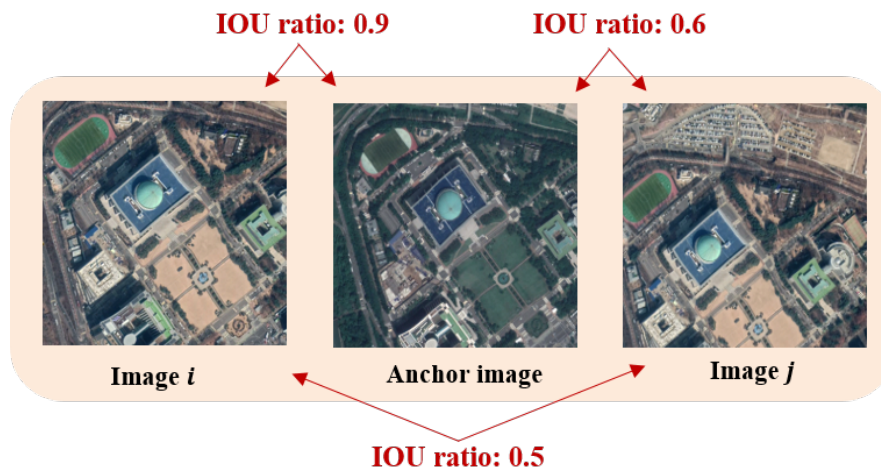 IOU ratio: 0.9
IOU ratio: 0.6
Image i
Anchor image
Image j
IOU ratio: 0.5